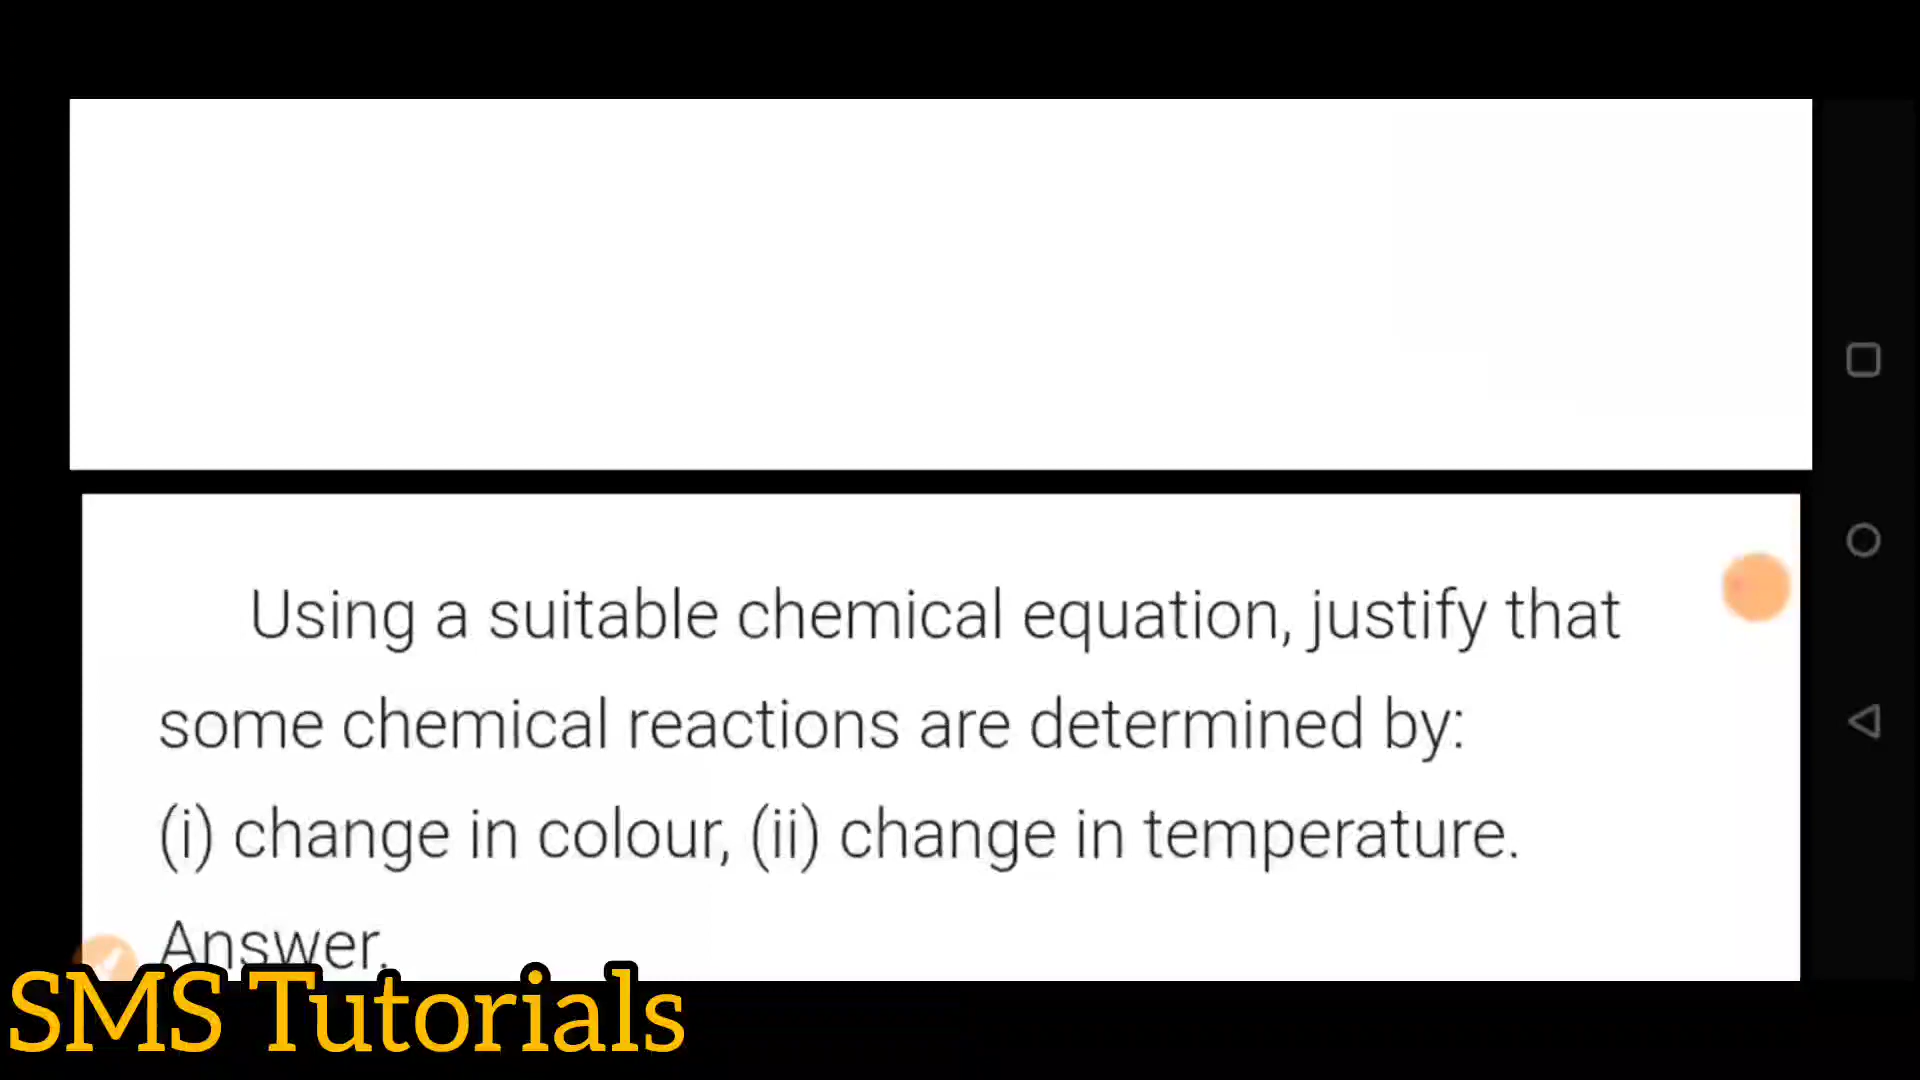 Using a suitable chemical equation, justify that
some chemical reactions are determined by:
(i) change in colour, (ii) change in temperature.
Answer.
SMS Tutorials